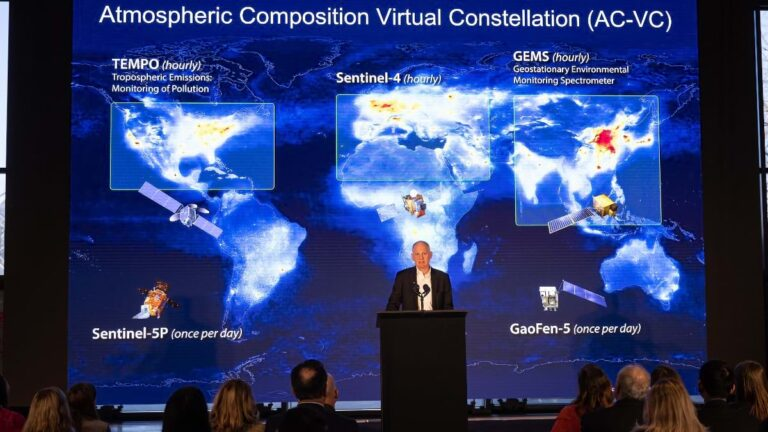 Atmospheric Composition Virtual Constellation (AC-VC)
TEMPO (hourly)
Tropospheric Emissions:
Monitoring of Pollution
Sentinel-4 (hourly)
GEMS (hourly)
Geostationary Environmental
Monitoring Spectrometer
Sentinel-5P (once per day)
GaoFen-5 (once per day)